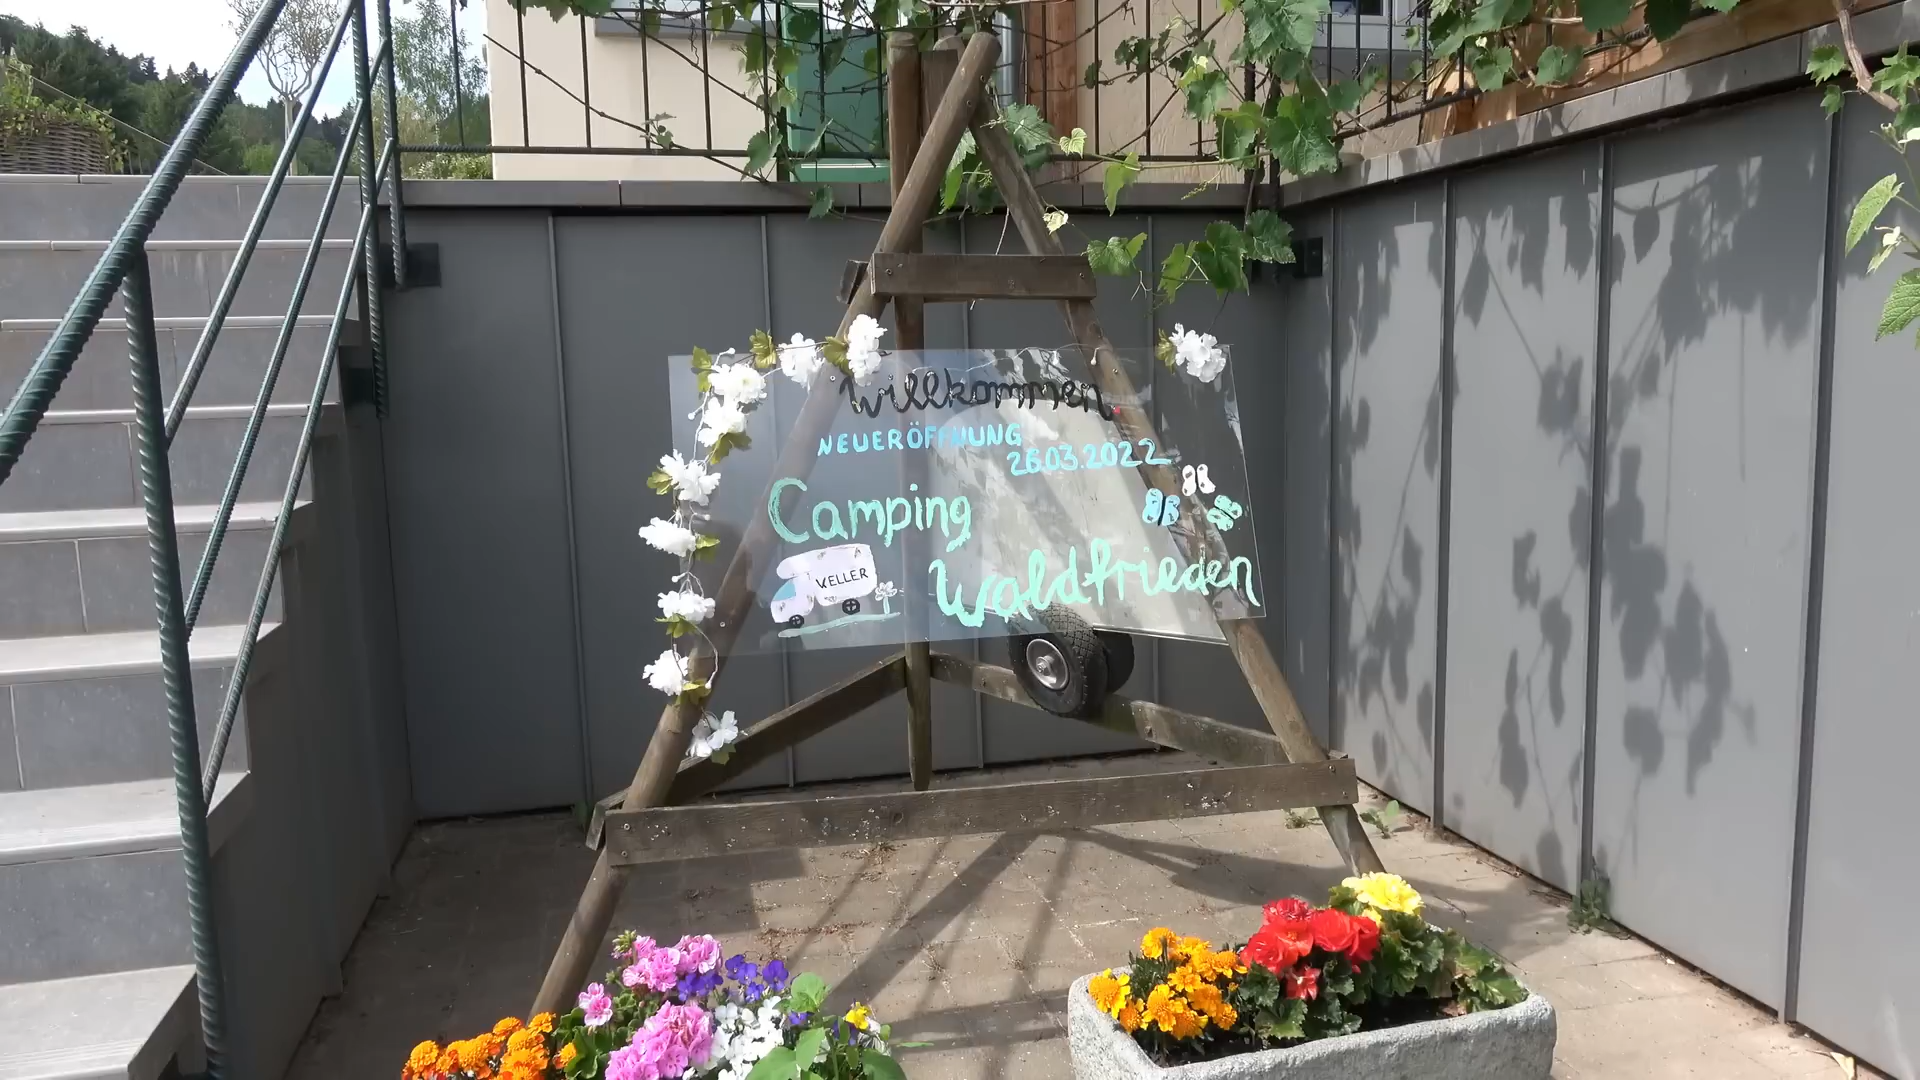 Willkommen
NEUERÖFFNUNG
26.03.2022
Camping
Waldfrieden
KELLER